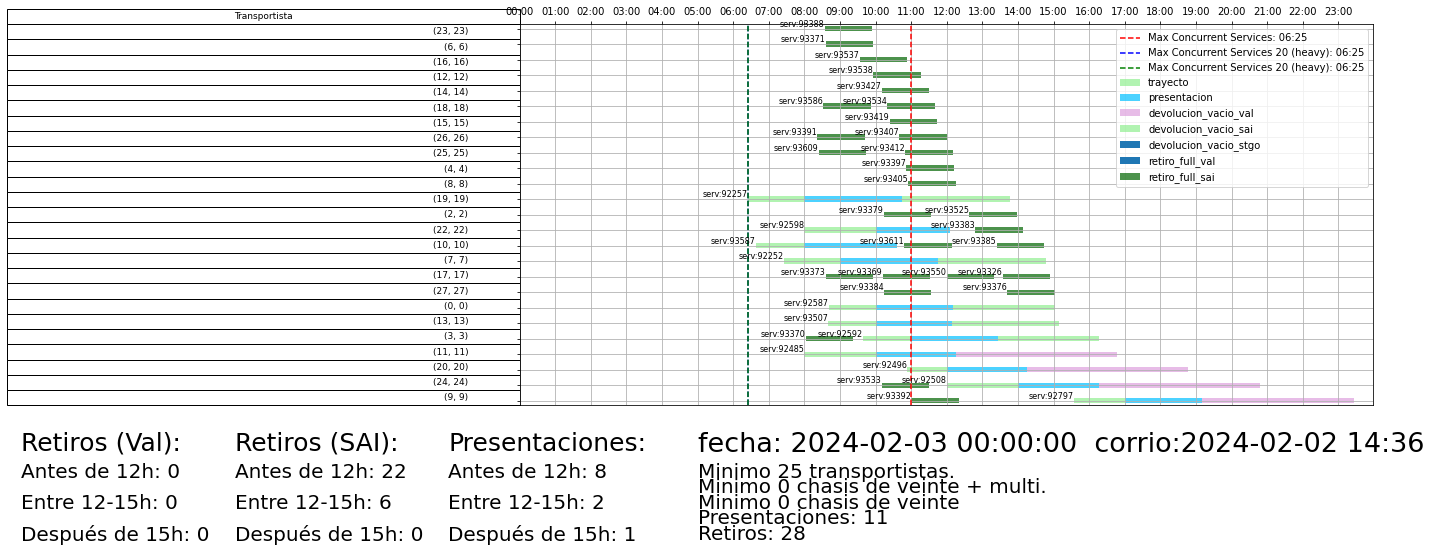 Transportista
00:00 01:00 02:00 03:00 04:00 05:00 06:00 07:00 08:00 09:00 10:00 11:00 12:00 13:00 14:00 15:00 16:00 17:00 18:00 19:00 20:00 21:00 22:00 23:00
(23, 23) serv:93388
(6, 6) serv:93371
(16, 16) serv:93537
(12, 12) serv:93538
(14, 14) serv:93427
(18, 18) serv:93586 serv:93534
(15, 15) serv:93419
(26, 26) serv:93391 serv:93407
(25, 25) serv:93609 serv:93412
(4, 4) serv:93397
(8, 8) serv:93405
(19, 19) serv:92257
(2, 2) serv:93379 serv:93525
(22, 22) serv:92598 serv:93383
(10, 10) serv:93587 serv:93611 serv:93385
(7, 7) serv:92252
(17, 17) serv:93373 serv:93369 serv:93550 serv:93326
(27, 27) serv:93384 serv:93376
(0, 0) serv:92587
(13, 13) serv:93507
(3, 3) serv:93370 serv:92592
(11, 11) serv:92485
(20, 20) serv:92496
(24, 24) serv:93533 serv:92508
(9, 9) serv:93392 serv:92797
Max Concurrent Services: 06:25
Max Concurrent Services 20 (heavy): 06:25
Max Concurrent Services 20 (heavy): 06:25
trayecto
presentacion
devolucion_vacio_val
devolucion_vacio_sai
devolucion_vacio_stgo
retiro_full_val
retiro_full_sai
Retiros (Val):
Antes de 12h: 0
Entre 12-15h: 0
Después de 15h: 0
Retiros (SAI):
Antes de 12h: 22
Entre 12-15h: 6
Después de 15h: 0
Presentaciones:
Antes de 12h: 8
Entre 12-15h: 2
Después de 15h: 1
fecha: 2024-02-03 00:00:00 corrio:2024-02-02 14:36
Minimo 25 transportistas.
Minimo 0 chasis de veinte + multi.
Minimo 0 chasis de veinte
Presentaciones: 11
Retiros: 28